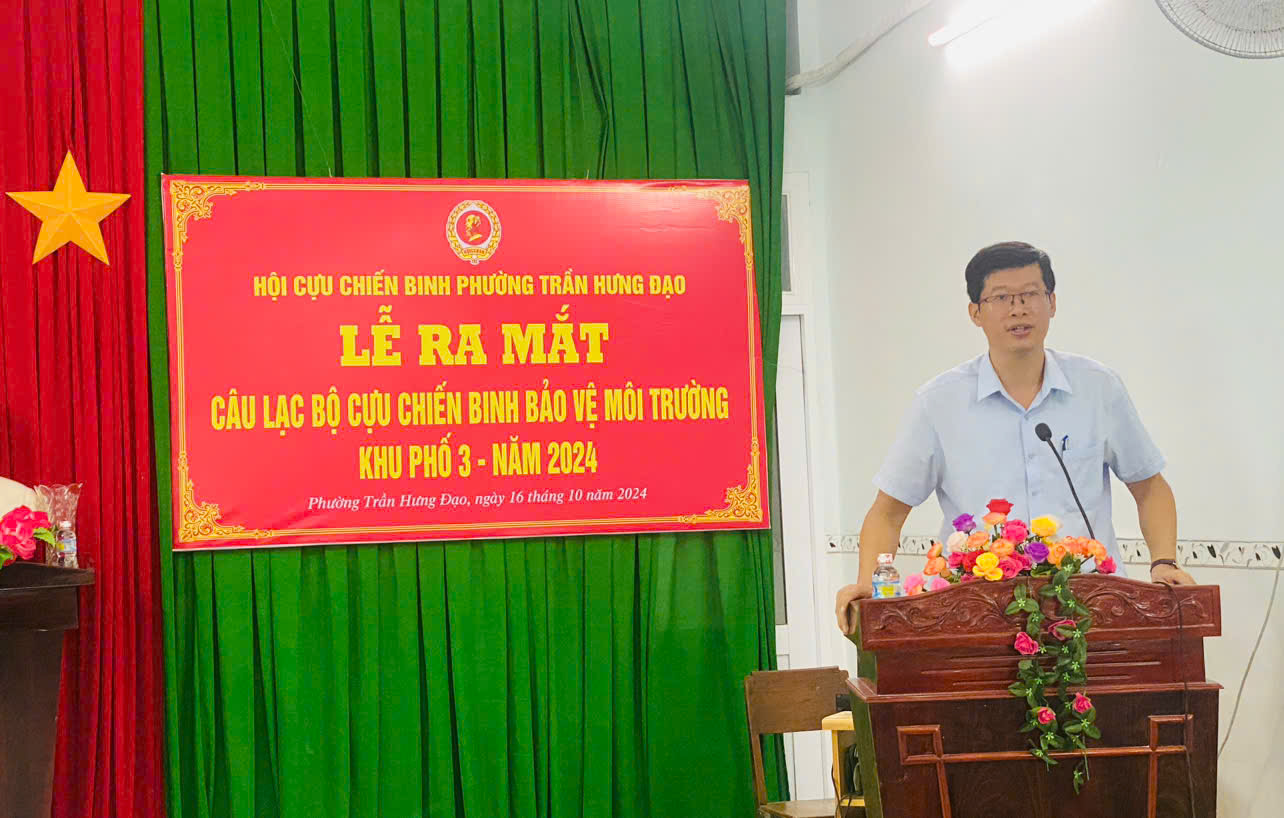 HỘI CỰU CHIẾN BINH PHƯỜNG TRẦN HƯNG ĐẠO
LỄ RA MẮT
CÂU LẠC BỘ CỰU CHIẾN BINH BẢO VỆ MÔI TRƯỜNG
KHU PHỐ 3 - NĂM 2024
Phường Trần Hưng Đạo, ngày 16 tháng 10 năm 2024